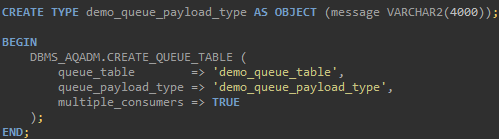 CREATE TYPE demo_queue_payload_type AS OBJECT (message VARCHAR2(4000));
BEGIN
    DBMS_AQADM.CREATE_QUEUE_TABLE (
        queue_table        => 'demo_queue_table',
        queue_payload_type => 'demo_queue_payload_type',
        multiple_consumers => TRUE
    );
END;